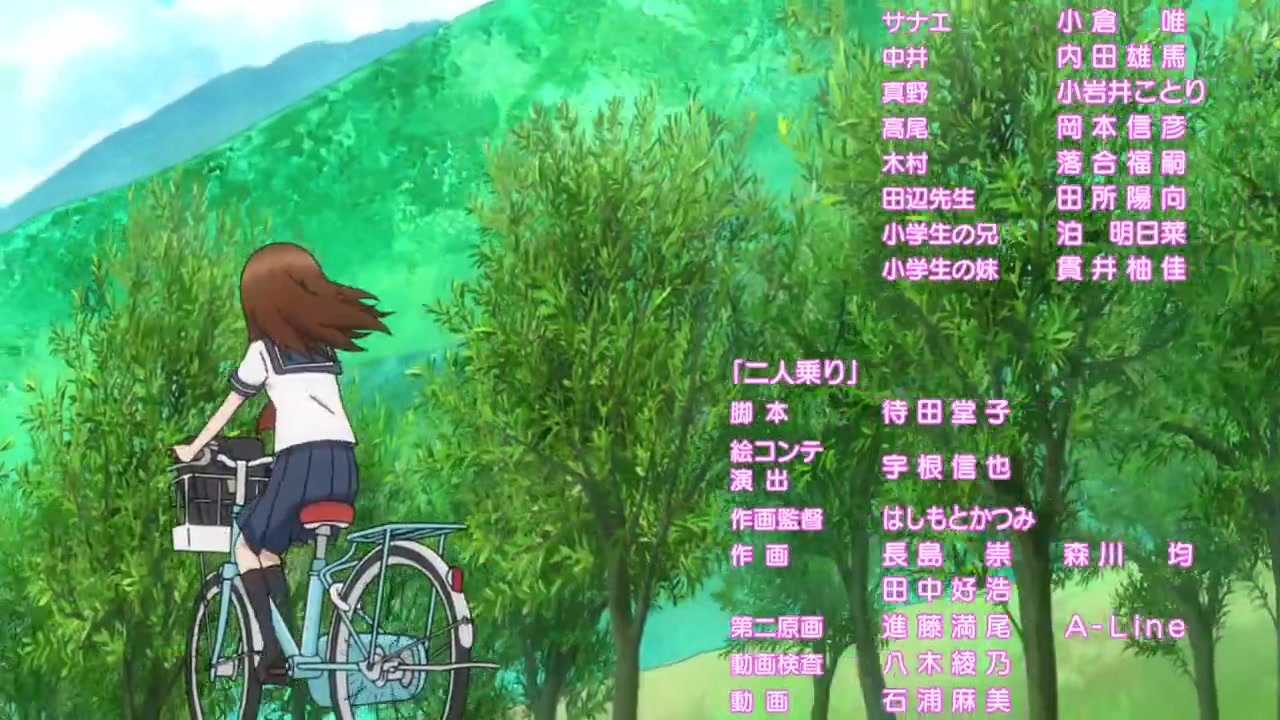 サナエ 小倉 唯
中井 内田雄馬
真野 小岩井ことり
高尾 岡本信彦
木村 落合福嗣
田辺先生 田所陽向
小学生の兄 泊 明日菜
小学生の妹 貫井柚佳
「二人乗り」
脚本 待田堂子
絵コンテ
演出 宇根信也
作画監督 はしもとかつみ
作画 長島 崇 森川 均
田中好浩
第二原画 進藤満尾 A-Line
動画検査 八木綾乃
動画 石浦麻美